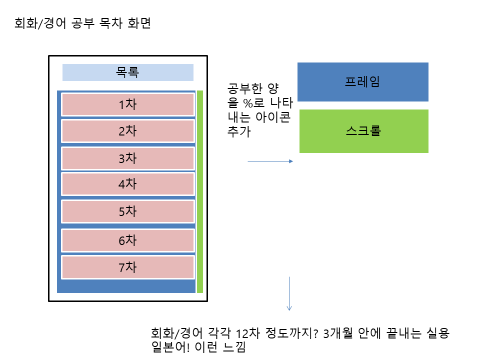 회화/경어 공부 목차 화면
목록
1차
2차
3차
4차
5차
6차
7차
공부한 양
을 %로 나타
내는 아이콘
추가
프레임
스크롤
회화/경어 각각 12차 정도까지? 3개월 안에 끝내는 실용
일본어! 이런 느낌